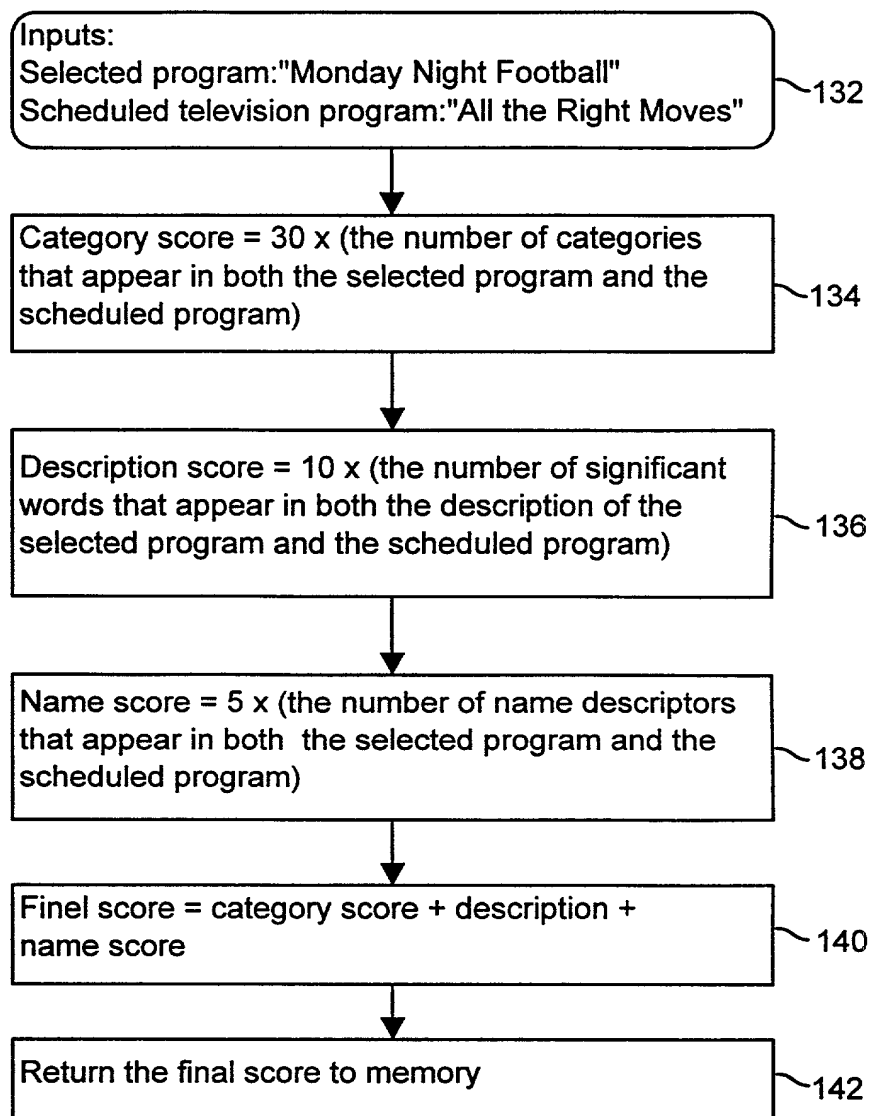 Inputs:
Selected program:"Monday Night Football"
Scheduled television program:"All the Right Moves"
132
Category score = 30 x (the number of categories
that appear in both the selected program and the
scheduled program)
134
Description score = 10 x (the number of significant
words that appear in both the description of the
selected program and the scheduled program)
136
Name score = 5 x (the number of name descriptors
that appear in both the selected program and the
scheduled program)
138
Finel score = category score + description +
name score
140
Return the final score to memory
142